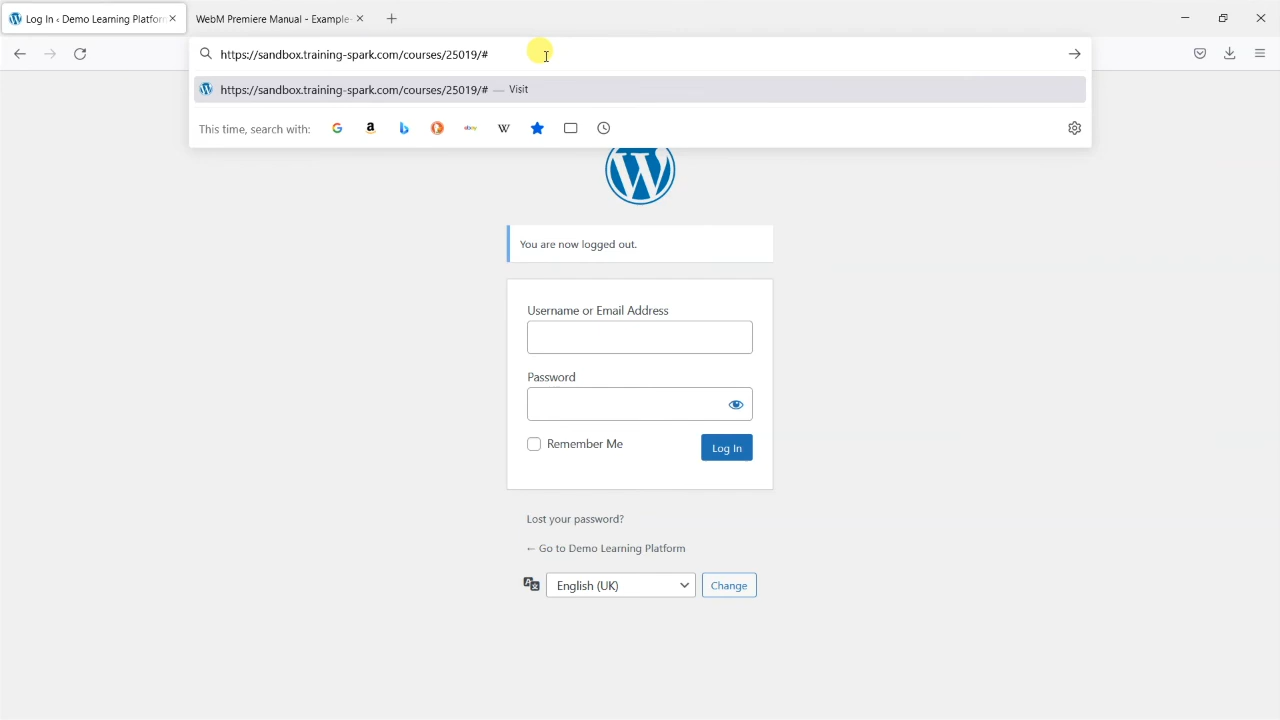 Log In ‹ Demo Learning Platform
WebM Premiere Manual - Example-
https://sandbox.training-spark.com/courses/25019/#
https://sandbox.training-spark.com/courses/25019/# — Visit
This time, search with:
You are now logged out.
Username or Email Address
Password
Remember Me
Log In
Lost your password?
← Go to Demo Learning Platform
English (UK)
Change